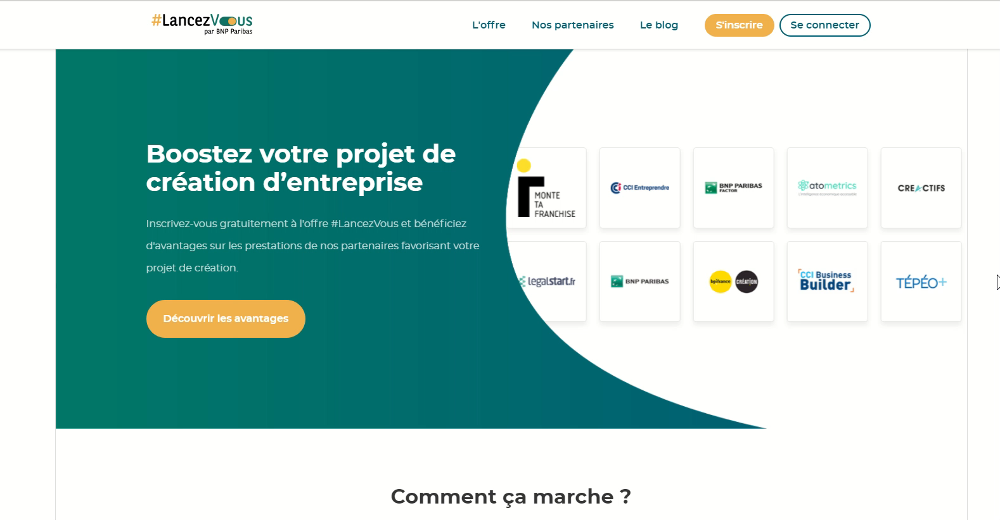 #LancezVous
par BNP Paribas
L'offre
Nos partenaires
Le blog
S'inscrire
Se connecter
Boostez votre projet de
création d’entreprise
Inscrivez-vous gratuitement à l'offre #LancezVous et bénéficiez
d'avantages sur les prestations de nos partenaires favorisant votre
projet de création.
Découvrir les avantages
MONTE
TA
FRANCHISE
CCI Entreprendre
BNP PARIBAS
FACTOR
atometrics
L'intelligence économique accessible
CREACTIFS
legalstart.fr
BNP PARIBAS
bpifrance
CRÉATION
CCI Business
Builder
TÉPÉO+
Comment ça marche ?